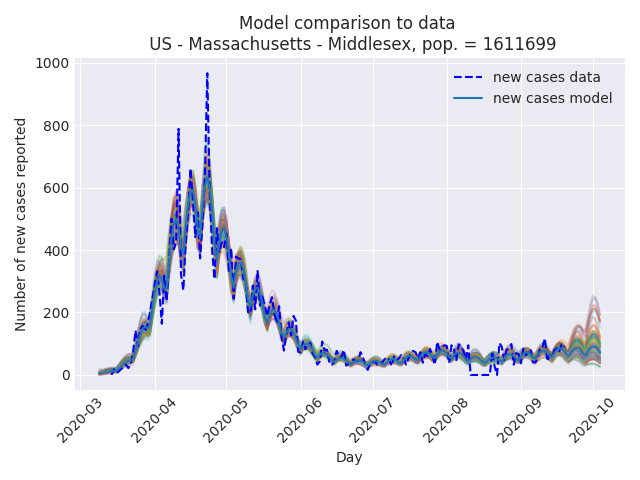 Model comparison to data
US - Massachusetts - Middlesex, pop. = 1611699
new cases data
new cases model
Number of new cases reported
1000
800
600
400
200
0
2020-03
2020-04
2020-05
2020-06
2020-07
2020-08
2020-09
2020-10
Day